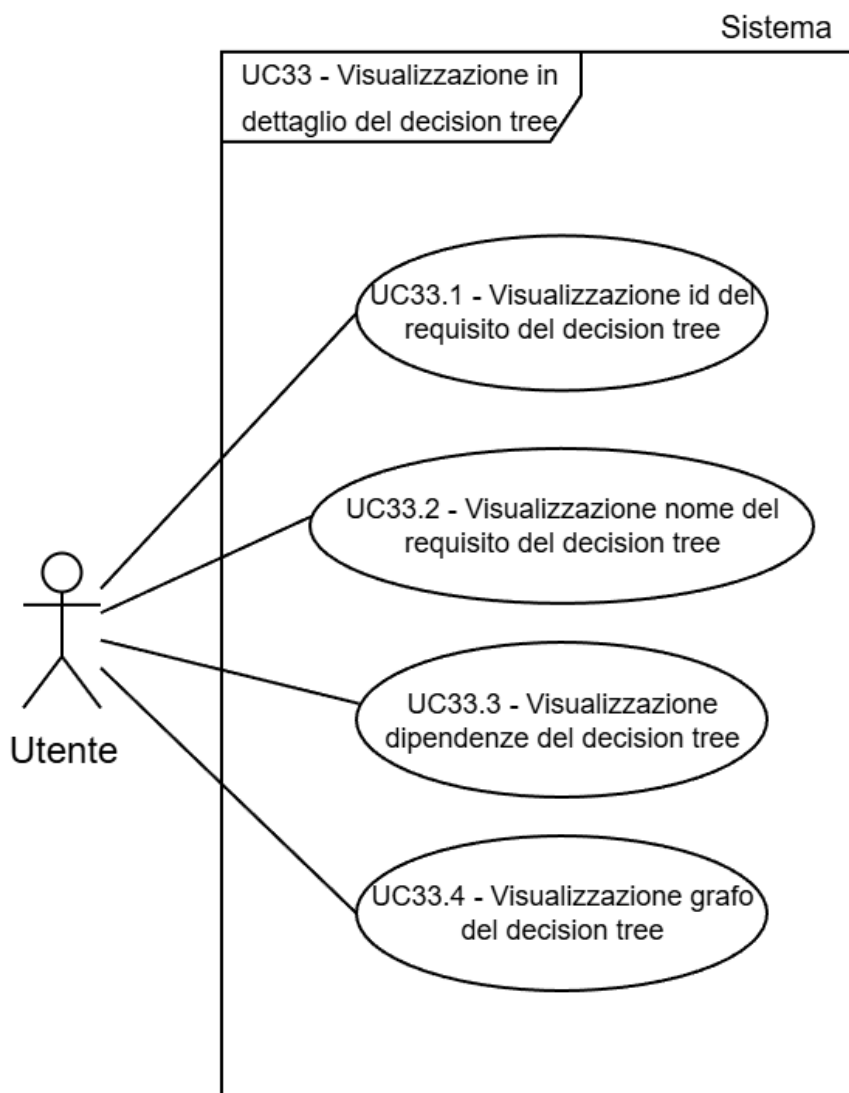 Sistema
UC33 - Visualizzazione in
dettaglio del decision tree
UC33.1 - Visualizzazione id del
requisito del decision tree
UC33.2 - Visualizzazione nome del
requisito del decision tree
UC33.3 - Visualizzazione
dipendenze del decision tree
Utente
UC33.4 - Visualizzazione grafo
del decision tree